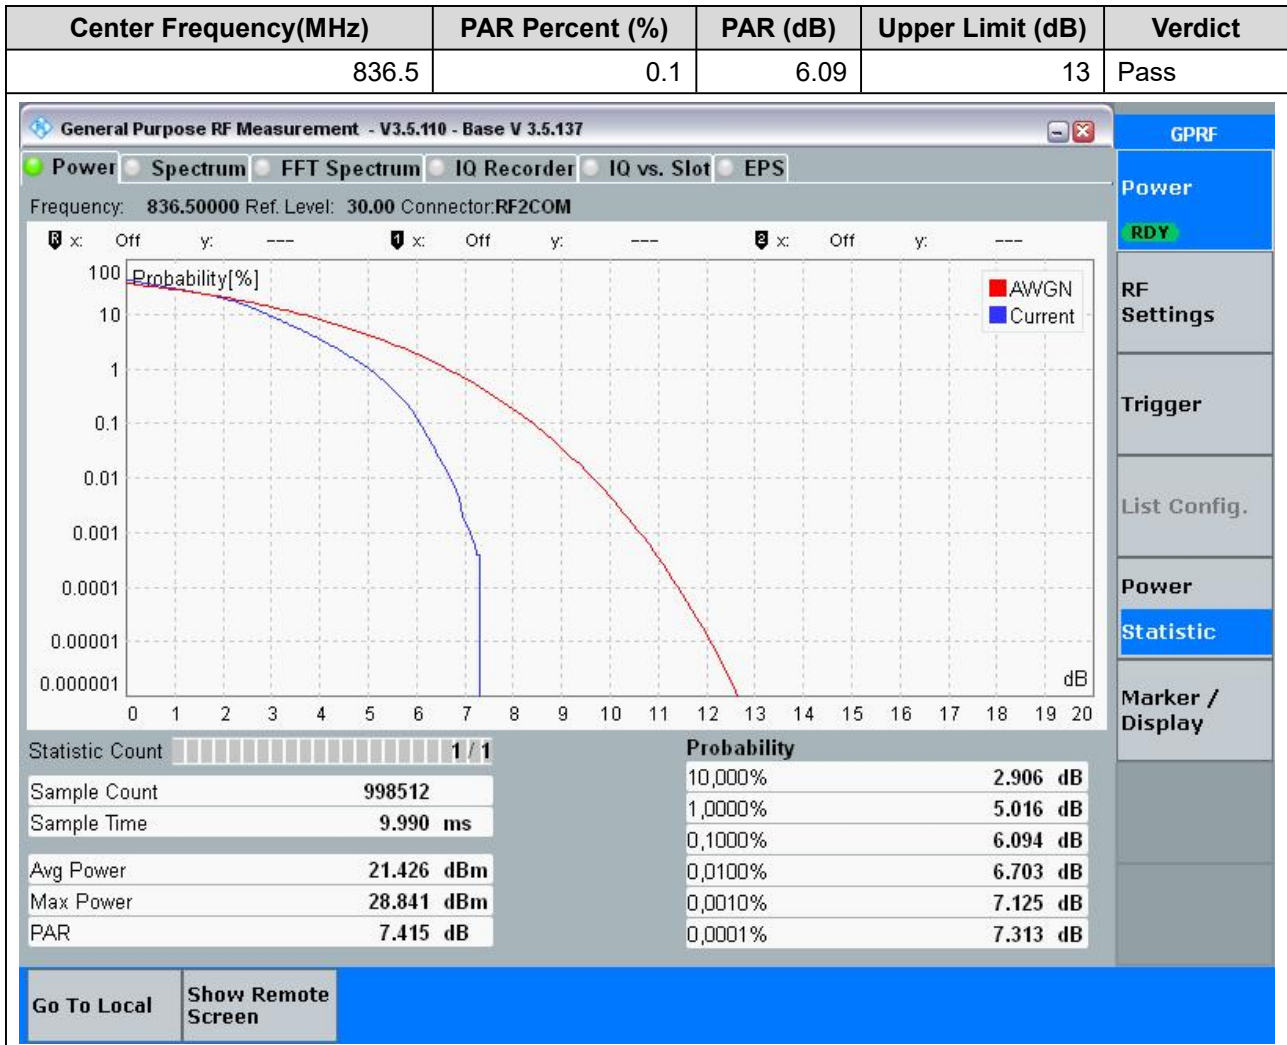 Center Frequency(MHz) PAR Percent (%) PAR (dB) Upper Limit (dB) Verdict
836.5 0.1 6.09 13 Pass
General Purpose RF Measurement - V3.5.110 - Base V 3.5.137
GPRF
Power Spectrum FFT Spectrum IQ Recorder IQ vs. Slot EPS
Power
RDY
Frequency: 836.50000 Ref. Level: 30.00 Connector:RF2COM
R x: Off y: --- 1 x: Off y: --- 2 x: Off y: ---
Probability[%]
AWGN
Current
100
10
1
0.1
0.01
0.001
0.0001
0.00001
0.000001
dB
0 1 2 3 4 5 6 7 8 9 10 11 12 13 14 15 16 17 18 19 20
RF
Settings
Trigger
List Config.
Power
Statistic
Marker /
Display
Statistic Count 1 / 1
Sample Count 998512
Sample Time 9.990 ms
Avg Power 21.426 dBm
Max Power 28.841 dBm
PAR 7.415 dB
Probability
10,000% 2.906 dB
1,0000% 5.016 dB
0,1000% 6.094 dB
0,0100% 6.703 dB
0,0010% 7.125 dB
0,0001% 7.313 dB
Go To Local
Show Remote
Screen